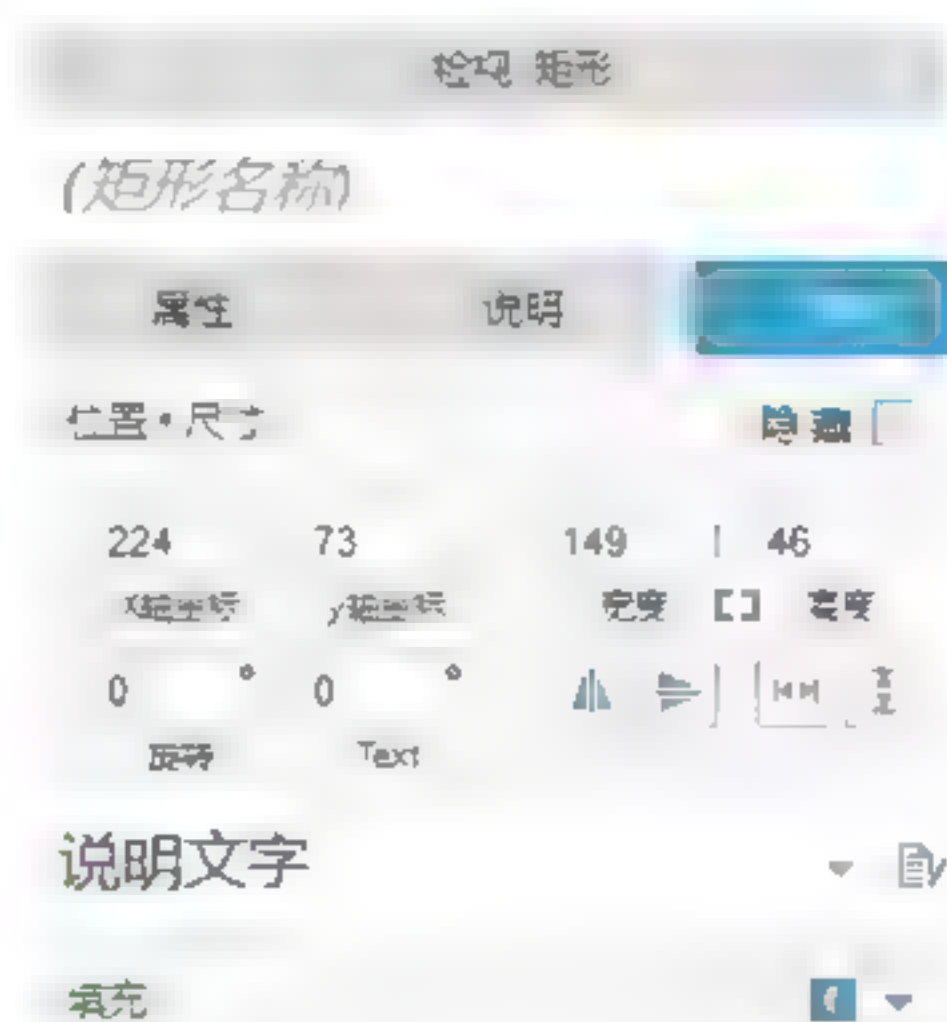 检视: 矩形
(矩形名称)
属性 说明
位置 • 尺寸 隐藏
224 73 149 46
X轴坐标 y轴坐标 宽度 高度
0 ° 0 °
旋转 Text
说明文字
填充